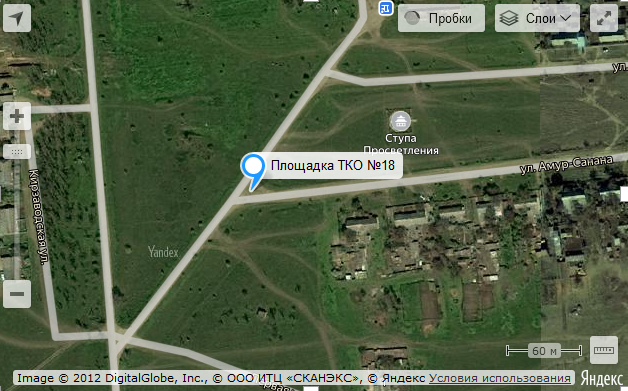 Пробки
Слои
ул.
Ступа
Просветления
Площадка ТКО №18
ул. Амур-Санана
Кирзаводская ул.
Yandex
60 м
Image © 2012 DigitalGlobe, Inc., © ООО ИТЦ «СКАНЭКС», © Яндекс Условия использования
Яндекс